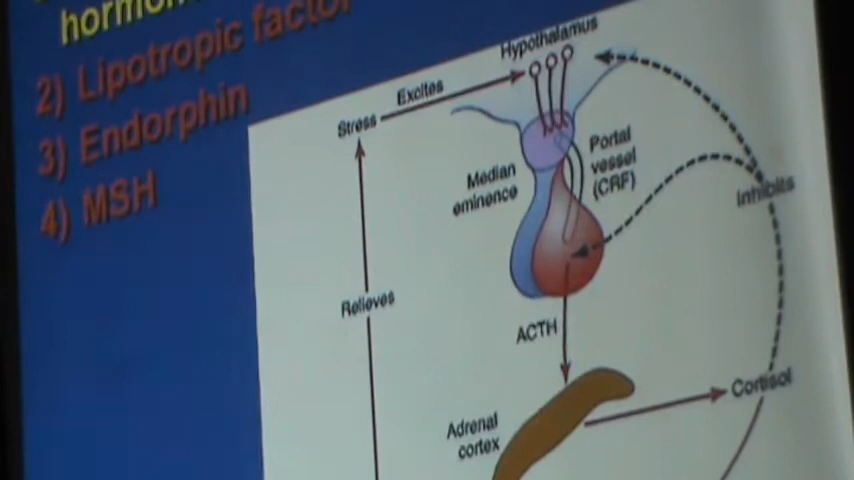 hormon
2) Lipotropic factor
3) Endorphin
4) MSH
Hypothalamus
Excites
Stress
Portal
vessel
(CRF)
Median
eminence
Inhibits
Relieves
ACTH
Cortisol
Adrenal
cortex